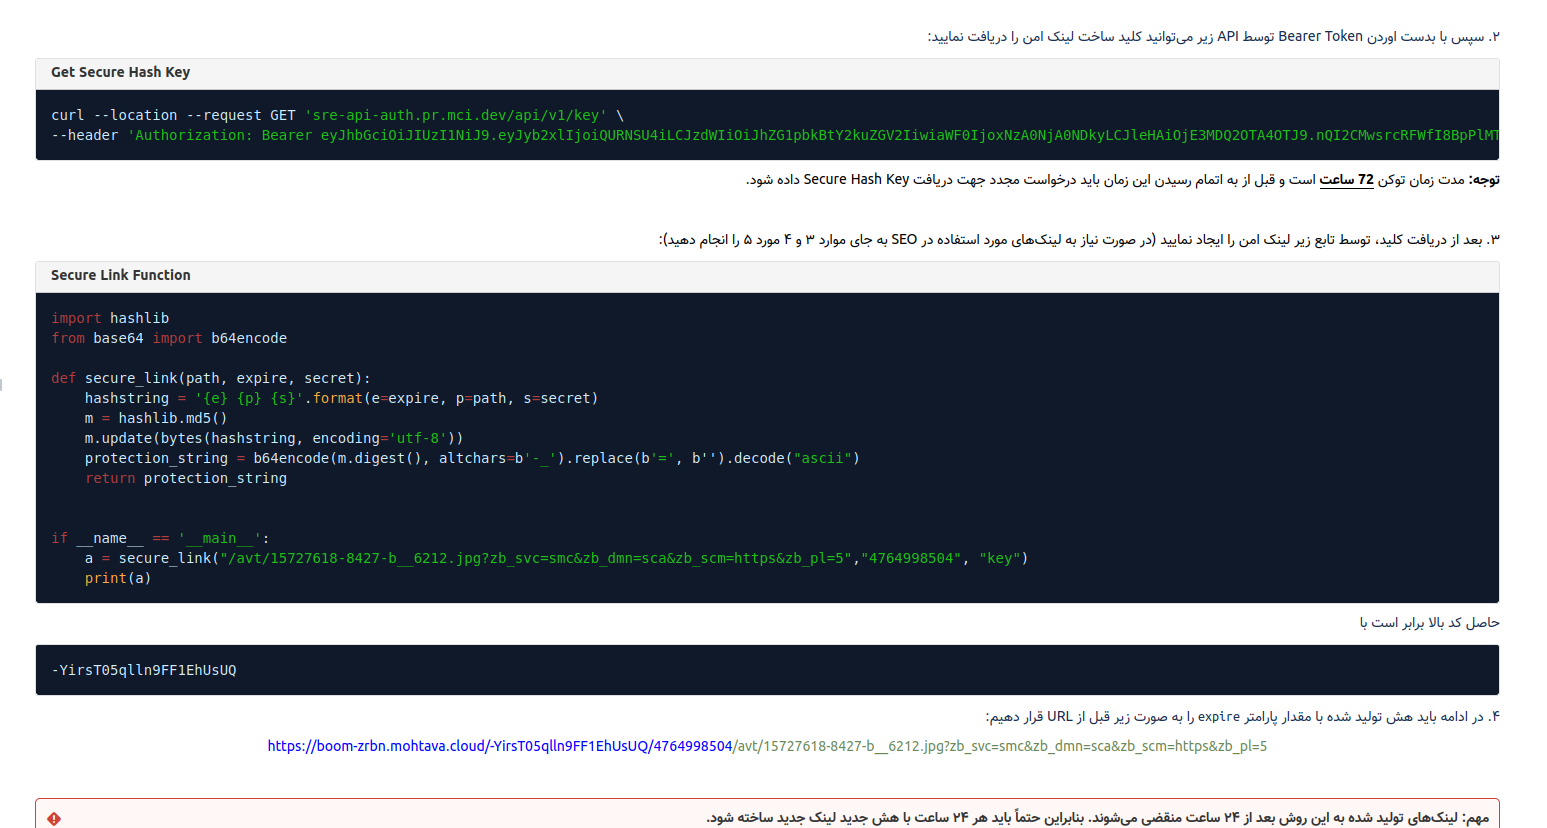 ۲. سپس با بدست اوردن Bearer Token توسط API زیر می‌توانید کلید ساخت لینک امن را دریافت نمایید:
Get Secure Hash Key
curl --location --request GET 'sre-api-auth.pr.mci.dev/api/v1/key' \
--header 'Authorization: Bearer eyJhbGciOiJIUzI1NiJ9.eyJyb2xlIjoiQURNSU4iLCJzdWIiOiJhZG1pbkBtY2kuZGV2IiwiaWF0IjoxNzA0NjA0NDkyLCJleHAiOjE3MDQ2OTA4OTJ9.nQI2CMwsrcRFWfI8BpPlMT
توجه: مدت زمان توکن 72 ساعت است و قبل از به اتمام رسیدن این زمان باید درخواست مجدد جهت دریافت Secure Hash Key داده شود.
۳. بعد از دریافت کلید، توسط تابع زیر لینک امن را ایجاد نمایید (در صورت نیاز به لینک‌های مورد استفاده در SEO به جای موارد ۳ و ۴ مورد ۵ را انجام دهید):
Secure Link Function
import hashlib
from base64 import b64encode
def secure_link(path, expire, secret):
    hashstring = '{e} {p} {s}'.format(e=expire, p=path, s=secret)
    m = hashlib.md5()
    m.update(bytes(hashstring, encoding='utf-8'))
    protection_string = b64encode(m.digest(), altchars=b'-_').replace(b'=', b'').decode("ascii")
    return protection_string
if __name__ == '__main__':
    a = secure_link("/avt/15727618-8427-b__6212.jpg?zb_svc=smc&zb_dmn=sca&zb_scm=https&zb_pl=5","4764998504", "key")
    print(a)
حاصل کد بالا برابر است با
-YirsT05qlln9FF1EhUsUQ
۴. در ادامه باید هش تولید شده با مقدار پارامتر expire را به صورت زیر قبل از URL قرار دهیم:
https://boom-zrbn.mohtava.cloud/-YirsT05qlln9FF1EhUsUQ/4764998504/avt/15727618-8427-b__6212.jpg?zb_svc=smc&zb_dmn=sca&zb_scm=https&zb_pl=5
مهم: لینک‌های تولید شده به این روش بعد از ۲۴ ساعت منقضی می‌شوند. بنابراین حتماً باید هر ۲۴ ساعت با هش جدید لینک جدید ساخته شود.